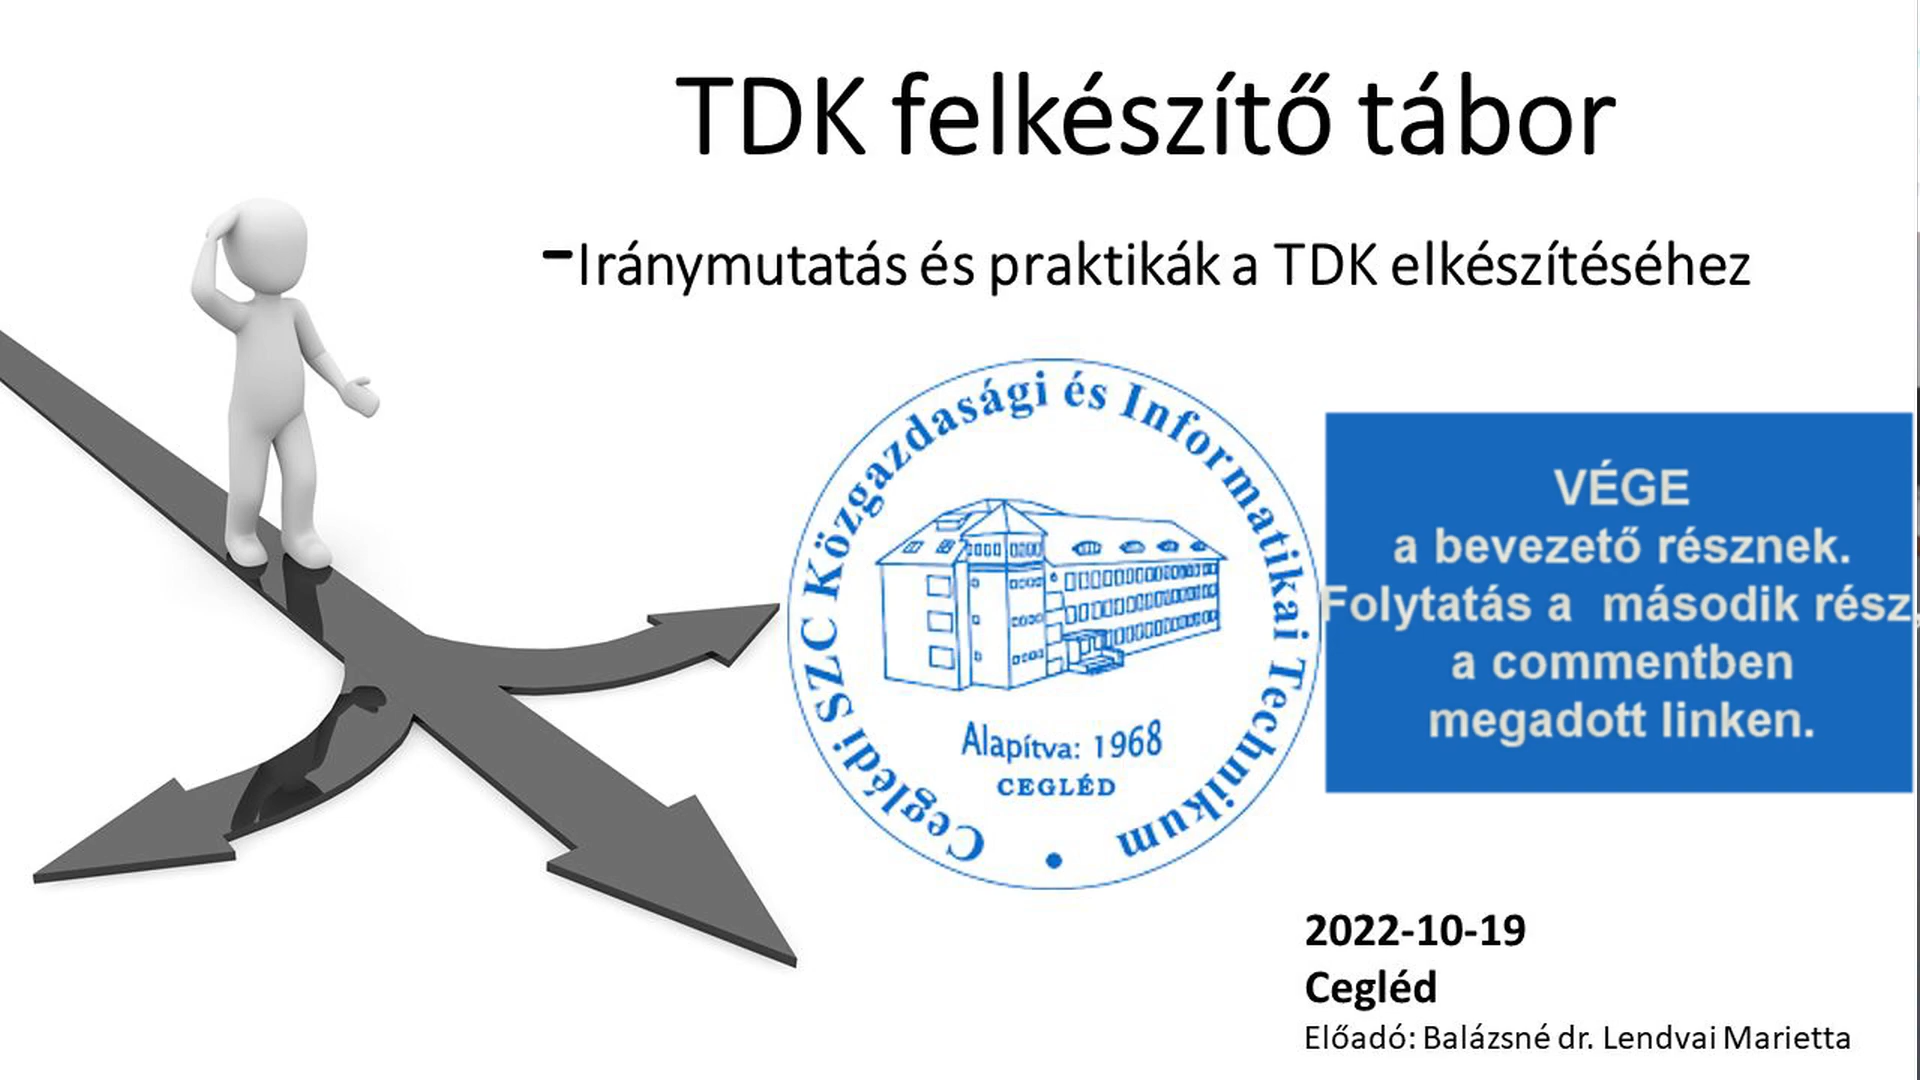 TDK felkészítő tábor
-Iránymutatás és praktikák a TDK elkészítéséhez
Ceglédi SZC Közgazdasági és Informatikai Technikum
Alapítva: 1968
CEGLÉD
VÉGE
a bevezető résznek.
Folytatás a második rész,
a commentben
megadott linken.
2022-10-19
Cegléd
Előadó: Balázsné dr. Lendvai Marietta